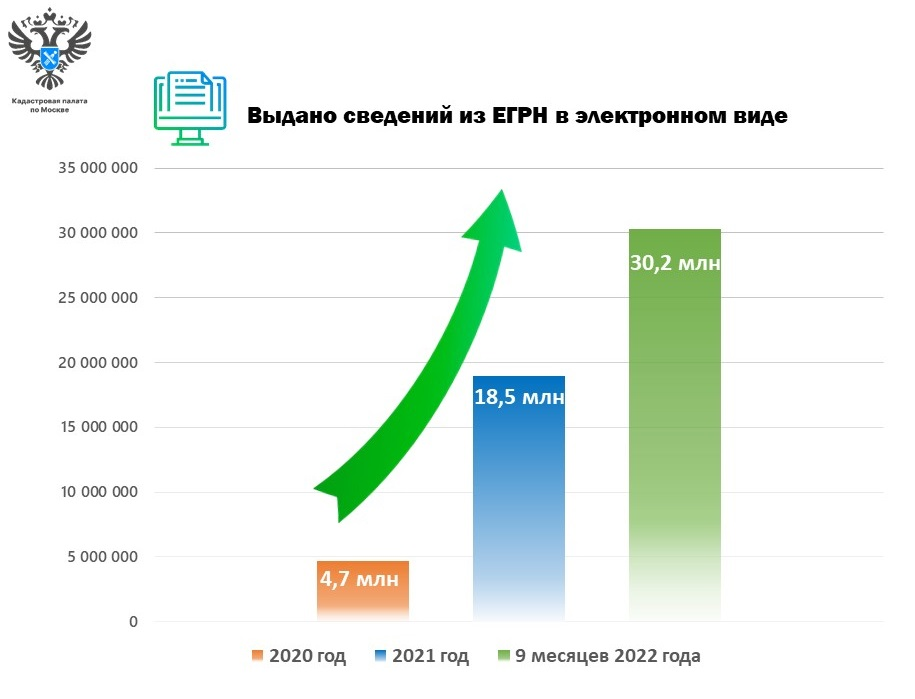 Кадастровая палата
по Москве
Выдано сведений из ЕГРН в электронном виде
35 000 000
30 000 000
25 000 000
20 000 000
15 000 000
10 000 000
5 000 000
0
4,7 млн
18,5 млн
30,2 млн
2020 год
2021 год
9 месяцев 2022 года